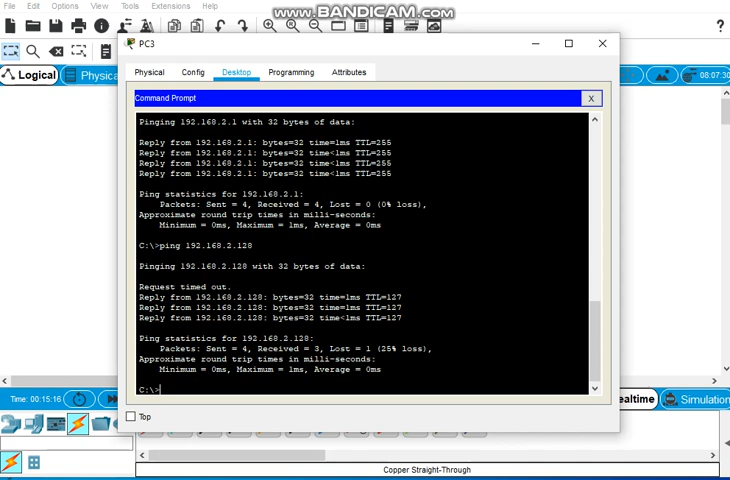 www.BANDICAM.com
File Edit Options View Tools Extensions Help
Logical
Physica
08:07:30
PC3
Physical Config Desktop Programming Attributes
Command Prompt
X
Pinging 192.168.2.1 with 32 bytes of data:
Reply from 192.168.2.1: bytes=32 time=1ms TTL=255
Reply from 192.168.2.1: bytes=32 time<1ms TTL=255
Reply from 192.168.2.1: bytes=32 time<1ms TTL=255
Reply from 192.168.2.1: bytes=32 time<1ms TTL=255
Ping statistics for 192.168.2.1:
Packets: Sent = 4, Received = 4, Lost = 0 (0% loss),
Approximate round trip times in milli-seconds:
Minimum = 0ms, Maximum = 1ms, Average = 0ms
C:\>ping 192.168.2.128
Pinging 192.168.2.128 with 32 bytes of data:
Request timed out.
Reply from 192.168.2.128: bytes=32 time=1ms TTL=127
Reply from 192.168.2.128: bytes=32 time=1ms TTL=127
Reply from 192.168.2.128: bytes=32 time<1ms TTL=127
Ping statistics for 192.168.2.128:
Packets: Sent = 4, Received = 3, Lost = 1 (25% loss),
Approximate round trip times in milli-seconds:
Minimum = 0ms, Maximum = 1ms, Average = 0ms
C:\>
Top
Time: 00:15:16
ealtime
Simulation
Copper Straight-Through